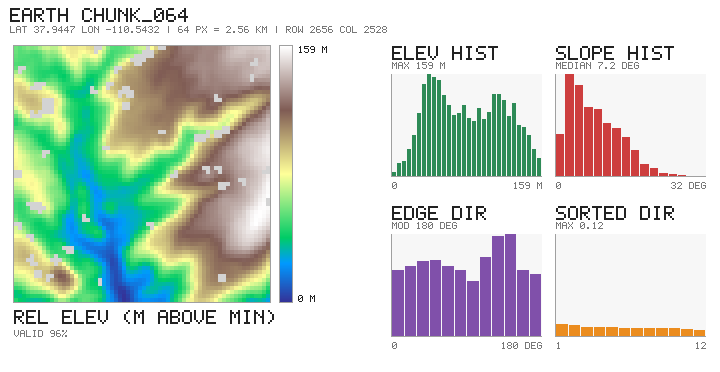 EARTH CHUNK_064
LAT 37.9447 LON -110.5432 | 64 PX = 2.56 KM | ROW 2656 COL 2528
159 M
0 M
REL ELEV (M ABOVE MIN)
VALID 96%
ELEV HIST
MAX 159 M
0 159 M
SLOPE HIST
MEDIAN 7.2 DEG
0 32 DEG
EDGE DIR
MOD 180 DEG
0 180 DEG
SORTED DIR
MAX 0.12
1 12